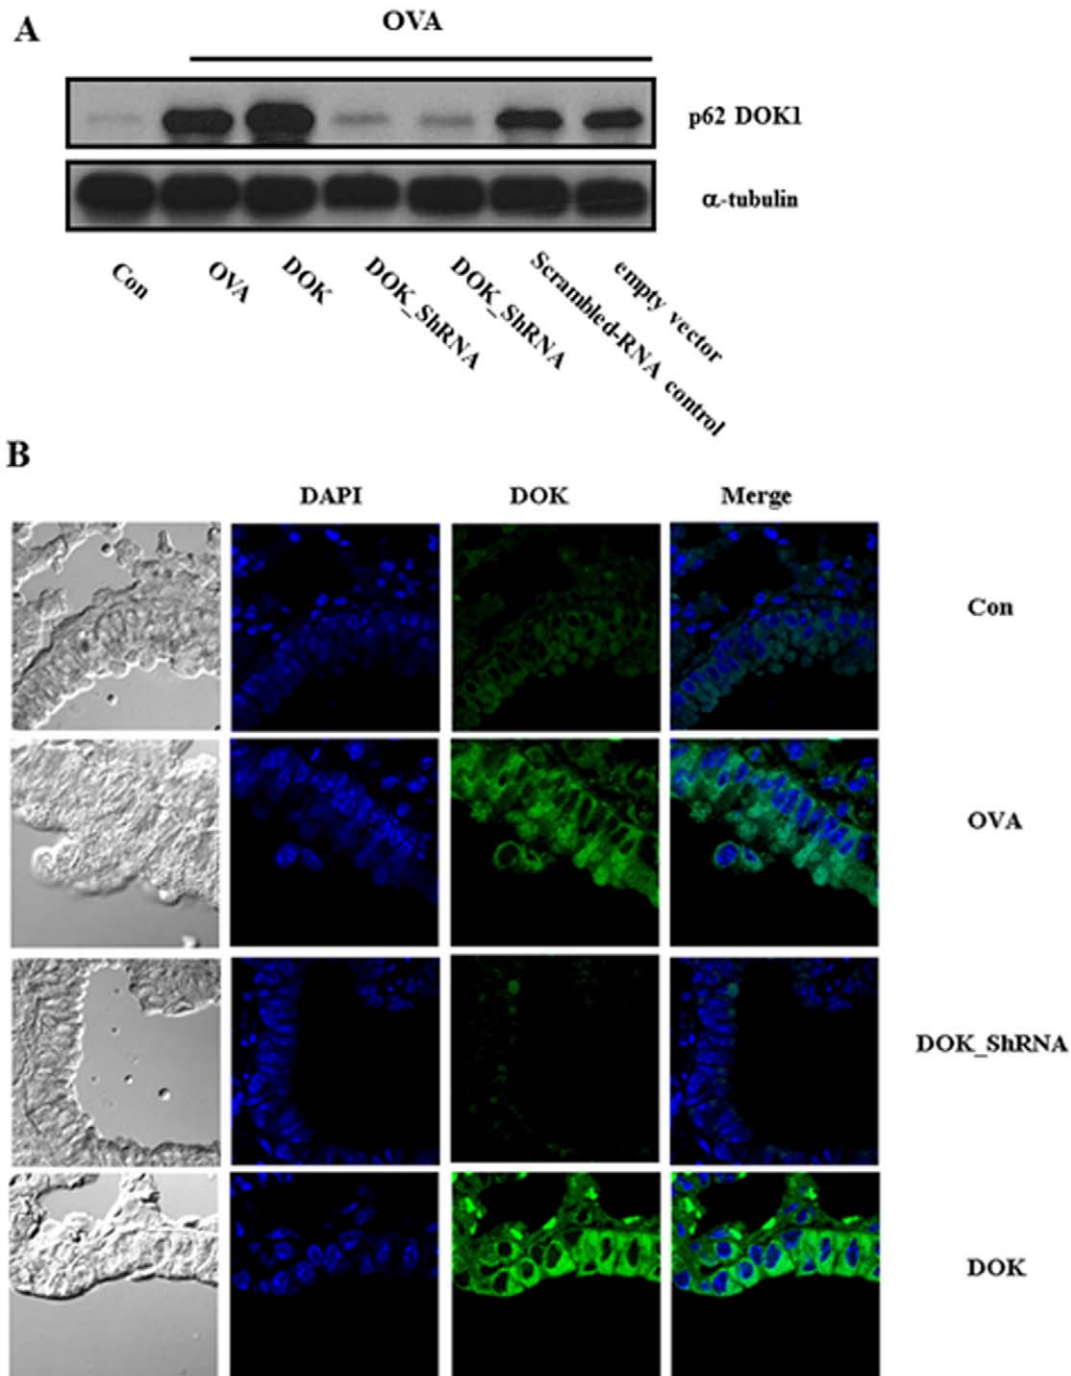 A
OVA
p62 DOK1
α-tubulin
Con
OVA
DOK
DOK_ShRNA
DOK_ShRNA
Scrambled-RNA control
empty vector
B
DAPI
DOK
Merge
Con
OVA
DOK_ShRNA
DOK